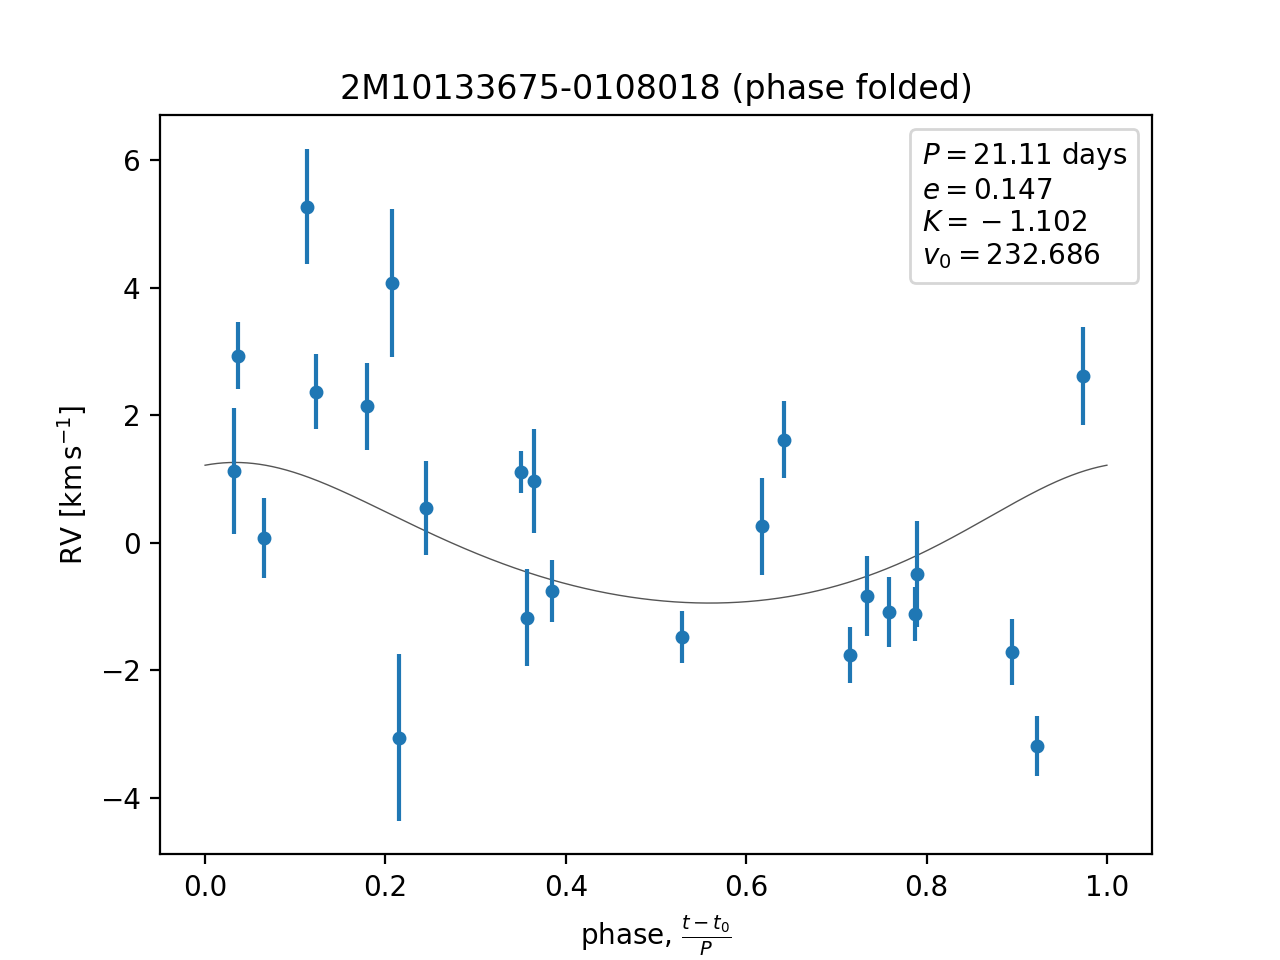 2M10133675-0108018 (phase folded)
P = 21.11 days
e = 0.147
K = −1.102
v₀ = 232.686
RV [km s⁻¹]
6
4
2
0
−2
−4
0.0 0.2 0.4 0.6 0.8 1.0
phase, (t − t₀)/P